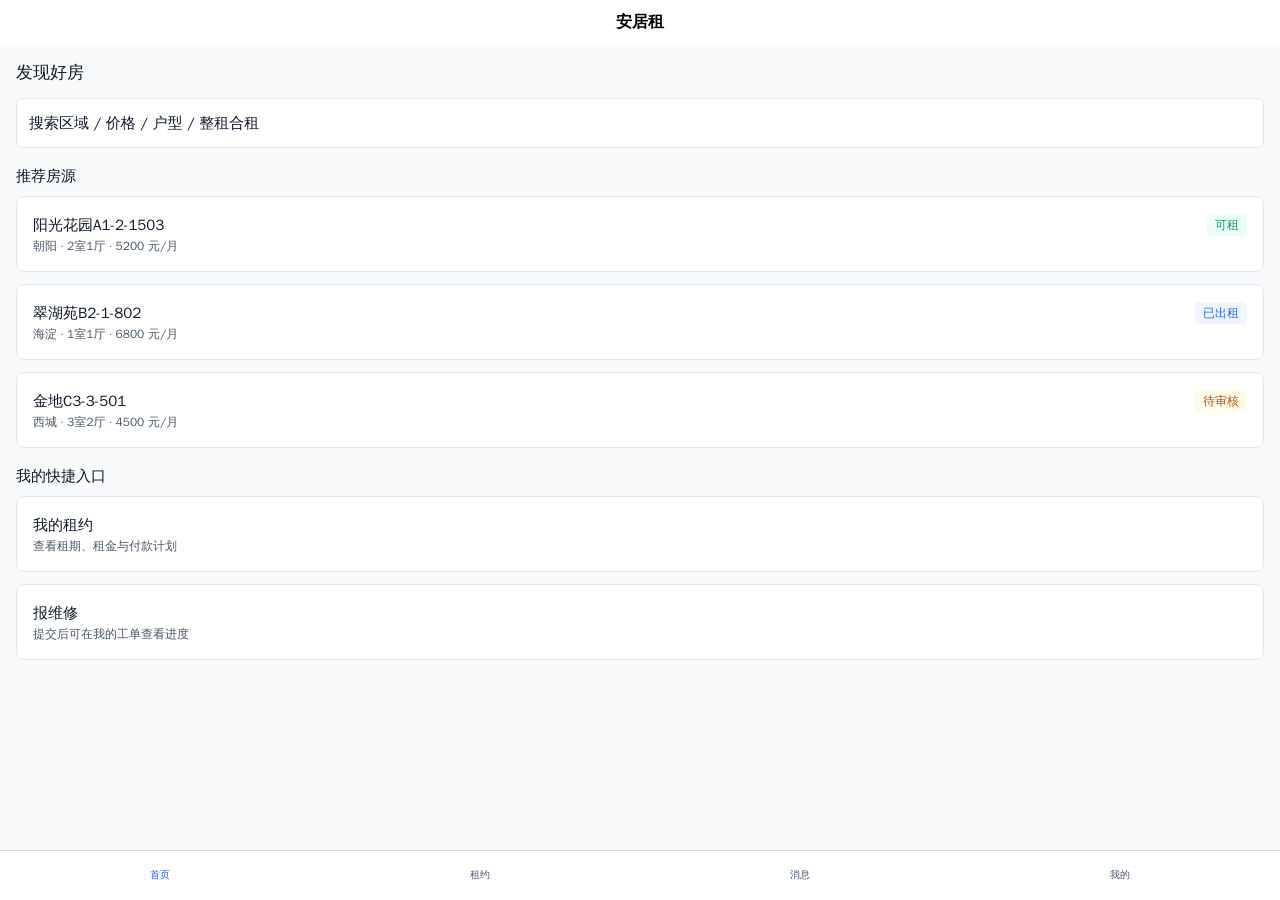 安居租
发现好房
搜索区域 / 价格 / 户型 / 整租合租
推荐房源
阳光花园A1-2-1503
可租
朝阳 · 2室1厅 · 5200 元/月
翠湖苑B2-1-802
已出租
海淀 · 1室1厅 · 6800 元/月
金地C3-3-501
待审核
西城 · 3室2厅 · 4500 元/月
我的快捷入口
我的租约
查看租期、租金与付款计划
报维修
提交后可在我的工单查看进度
首页
租约
消息
我的